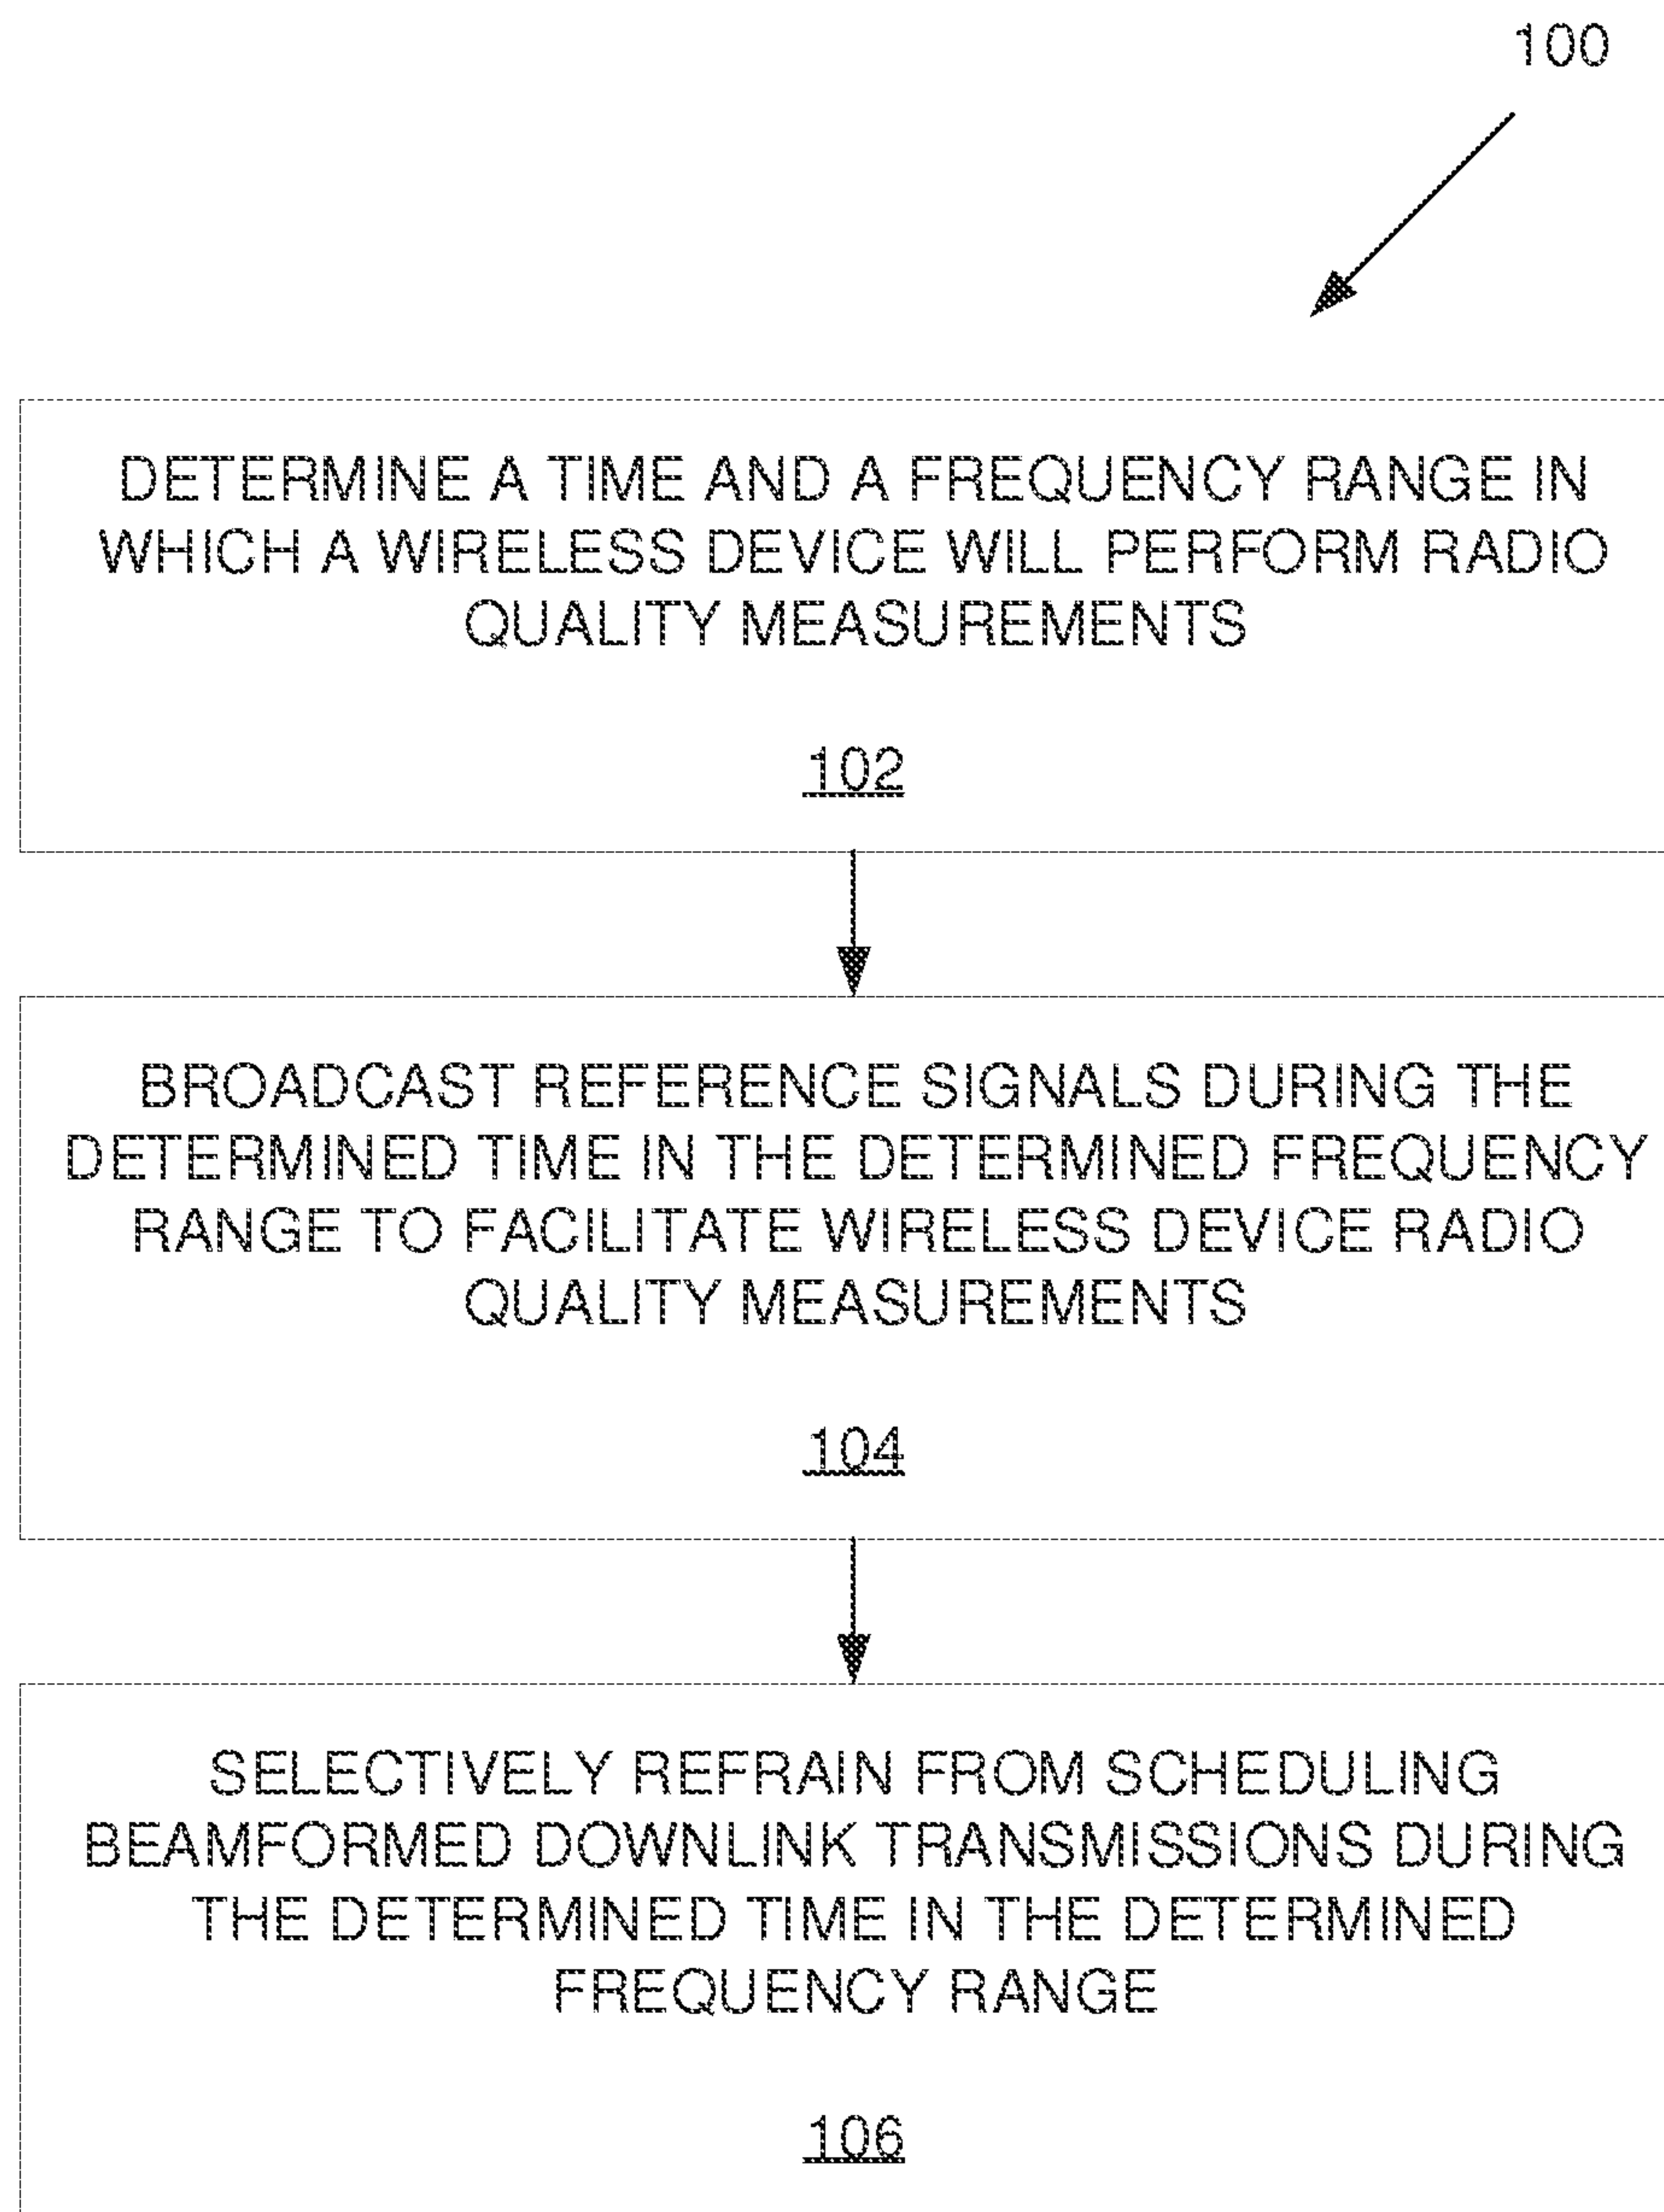 100
DETERMINE A TIME AND A FREQUENCY RANGE IN
WHICH A WIRELESS DEVICE WILL PERFORM RADIO
QUALITY MEASUREMENTS
102
BROADCAST REFERENCE SIGNALS DURING THE
DETERMINED TIME IN THE DETERMINED FREQUENCY
RANGE TO FACILITATE WIRELESS DEVICE RADIO
QUALITY MEASUREMENTS
104
SELECTIVELY REFRAIN FROM SCHEDULING
BEAMFORMED DOWNLINK TRANSMISSIONS DURING
THE DETERMINED TIME IN THE DETERMINED
FREQUENCY RANGE
106